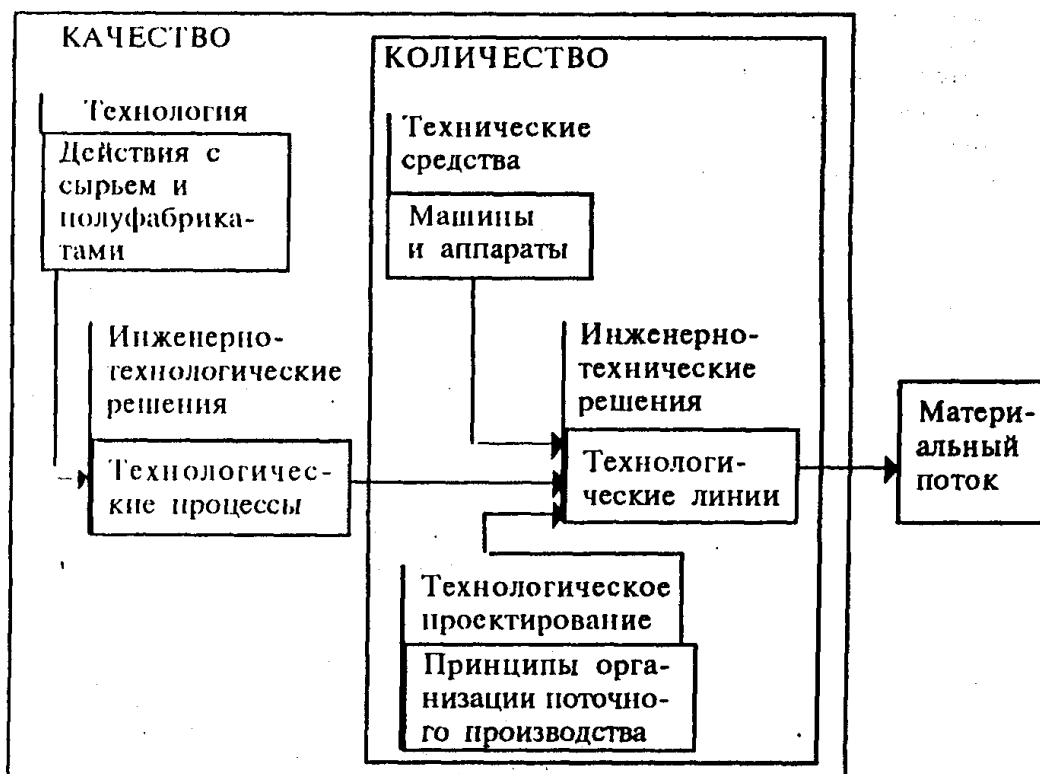 КАЧЕСТВО
Технология
Действия с
сырьем и
полуфабрика-
тами
Инженерно-
технологические
решения
Технологичес-
кие процессы
КОЛИЧЕСТВО
Технические
средства
Машины
и аппараты
Инженерно-
технические
решения
Технологи-
ческие линии
Технологическое
проектирование
Принципы орга-
низации поточно-
го производства
Матери-
альный
поток